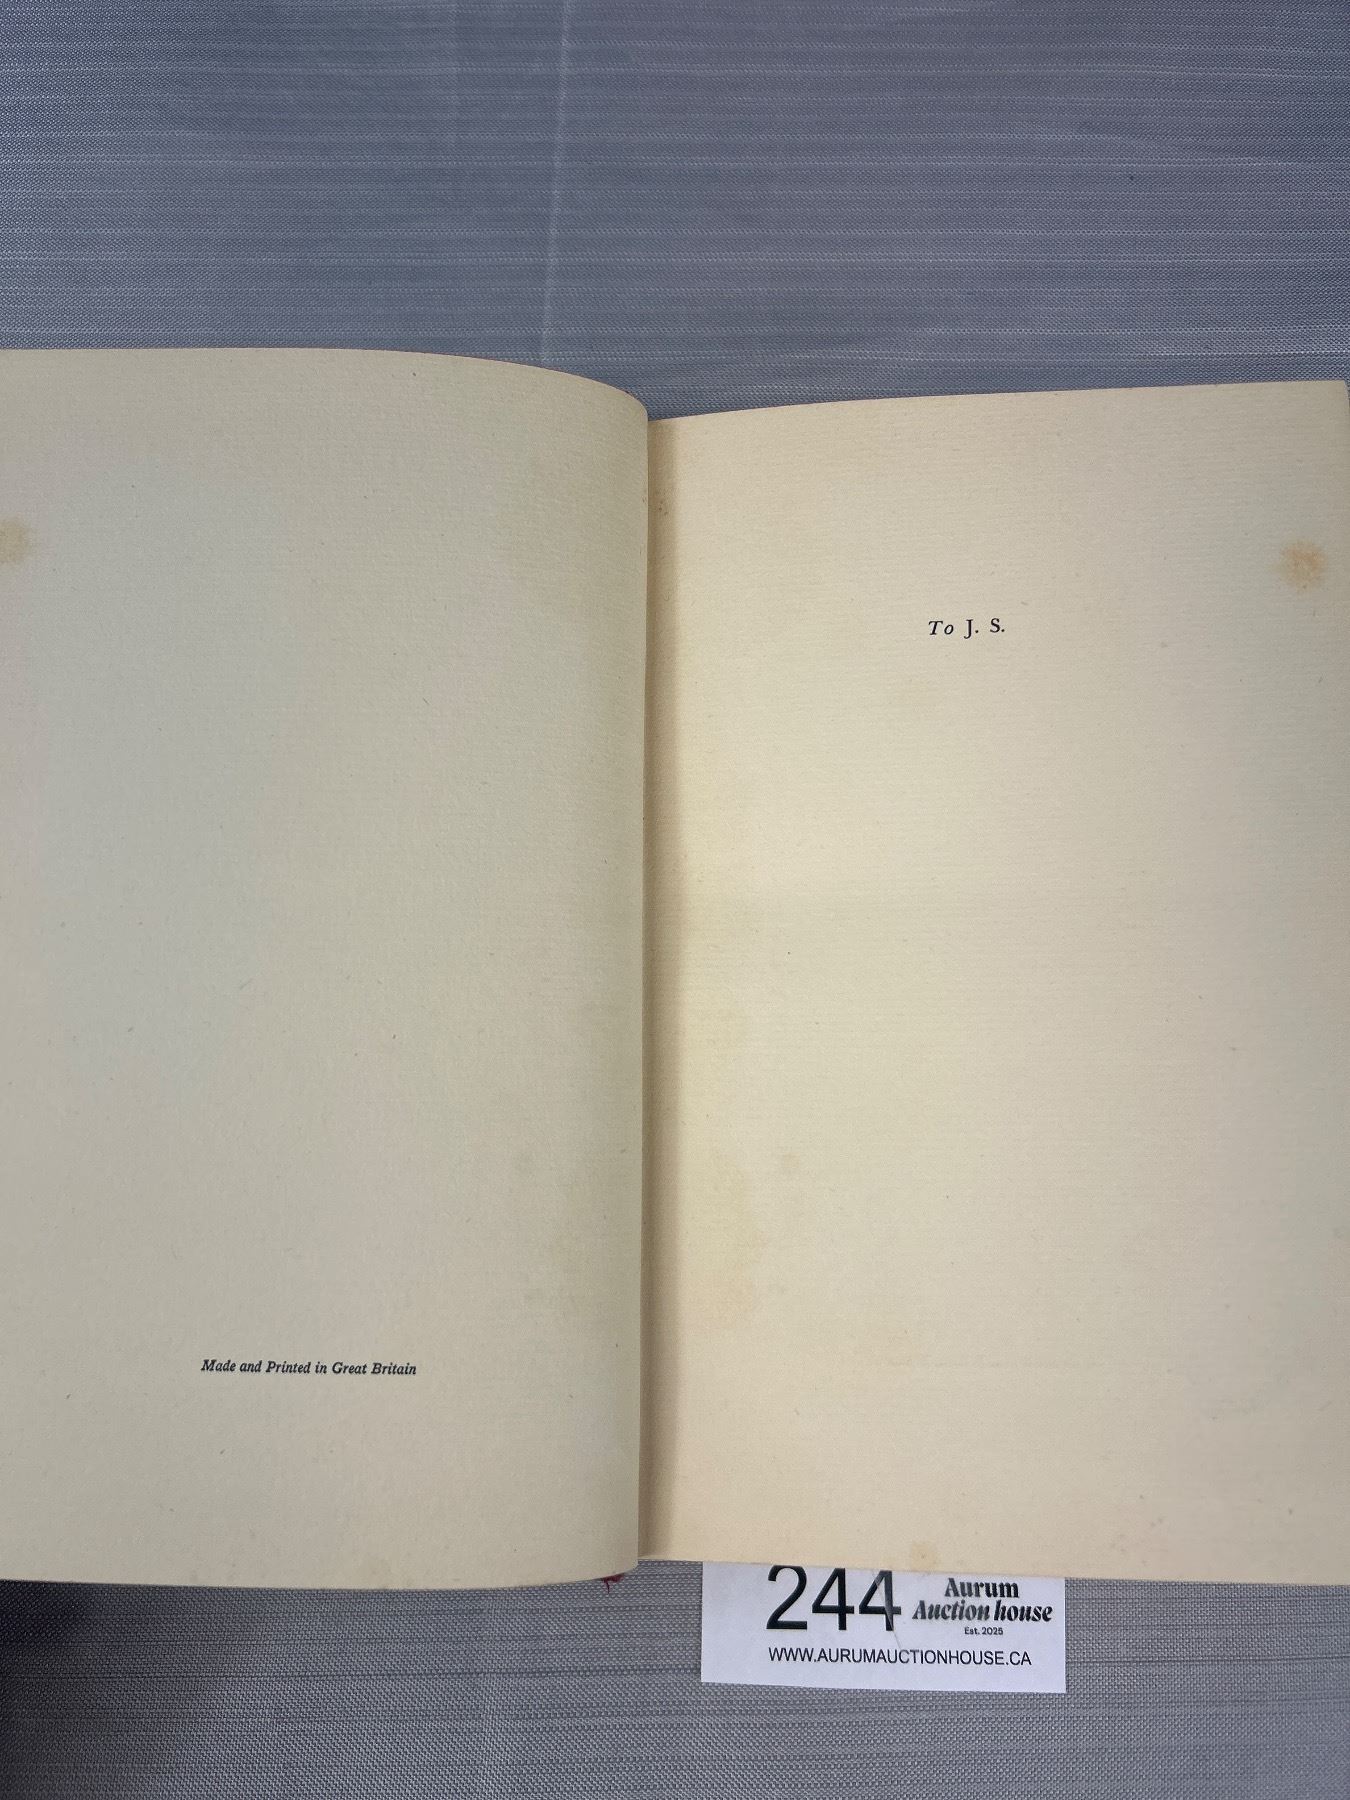 To J. S.
Made and Printed in Great Britain
244
Aurum
Auction house
Est. 2025
WWW.AURUMAUCTIONHOUSE.CA